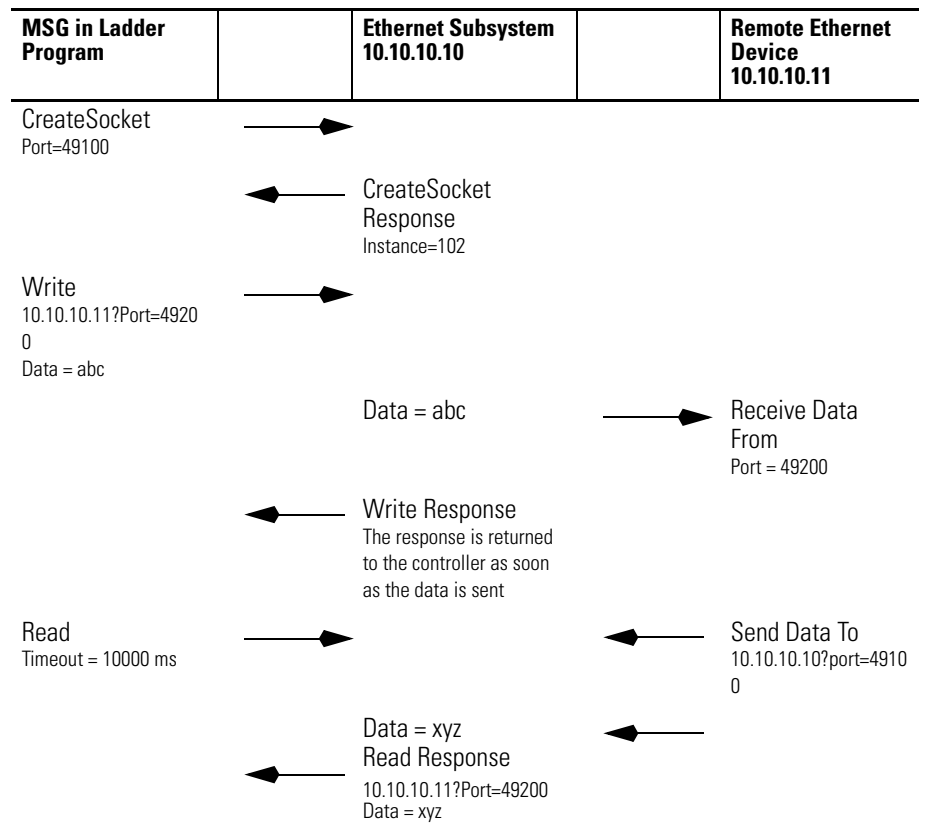 MSG in Ladder
Program
Ethernet Subsystem
10.10.10.10
Remote Ethernet
Device
10.10.10.11
CreateSocket
Port=49100
CreateSocket
Response
Instance=102
Write
10.10.10.11?Port=4920
0
Data = abc
Data = abc
Receive Data
From
Port = 49200
Write Response
The response is returned
to the controller as soon
as the data is sent
Read
Timeout = 10000 ms
Send Data To
10.10.10.10?port=4910
0
Data = xyz
Read Response
10.10.10.11?Port=49200
Data = xyz